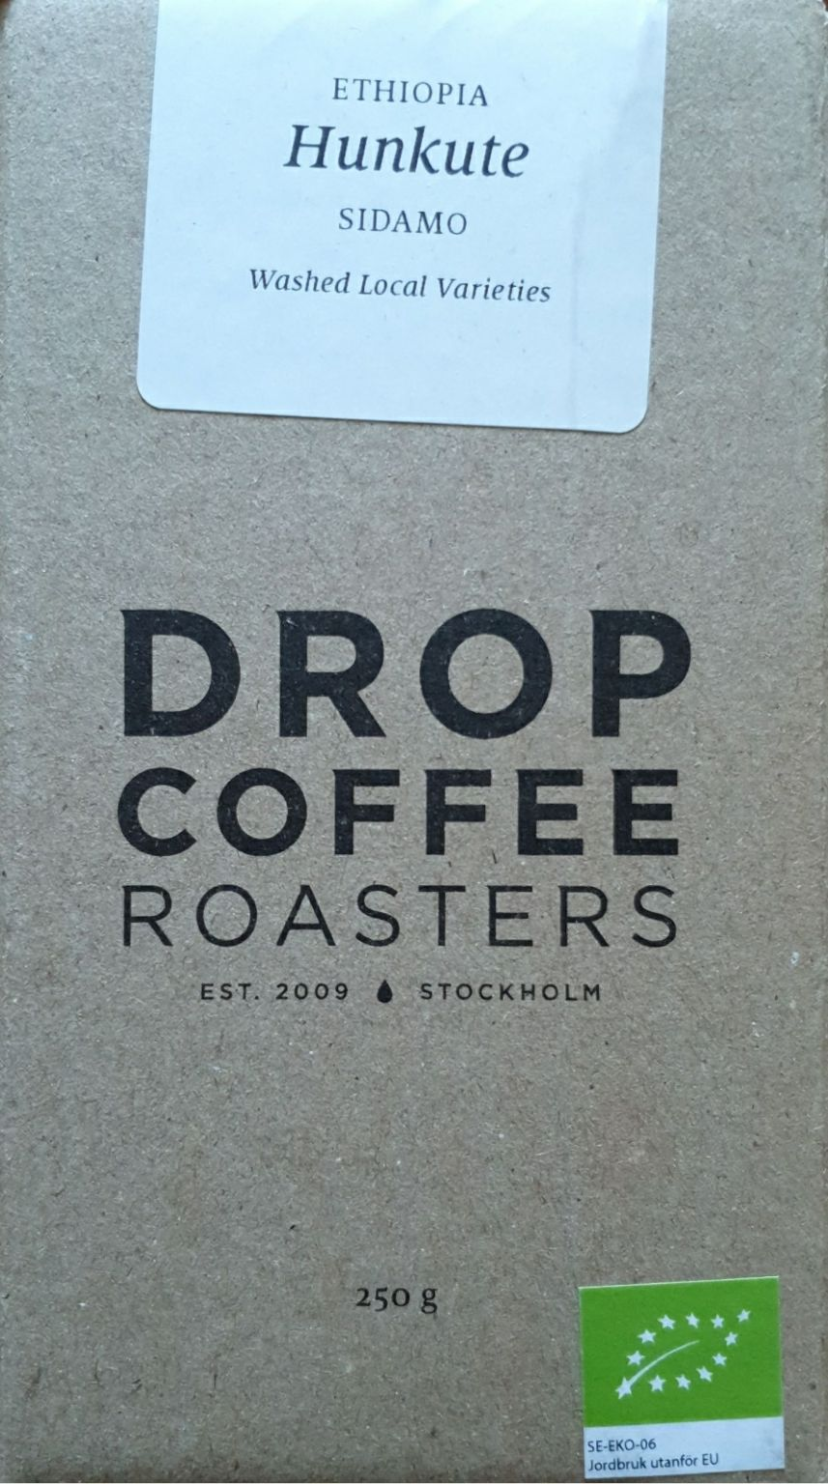 ETHIOPIA
Hunkute
SIDAMO
Washed Local Varieties
DROP
COFFEE
ROASTERS
EST. 2009 STOCKHOLM
250 g
SE-EKO-06
Jordbruk utanför EU